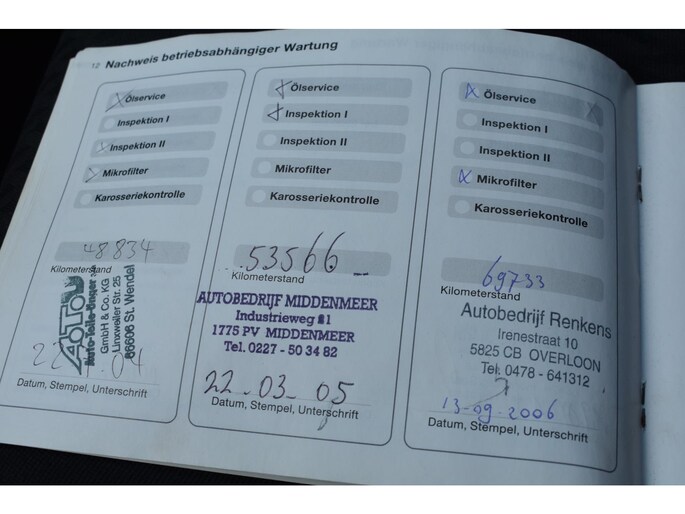 12 Nachweis betriebsabhängiger Wartung
Ölservice
Inspektion I
Inspektion II
Mikrofilter
Karosseriekontrolle
48834
Kilometerstand
Auto-Teile-Unger
GmbH & Co. KG
Linxweiler Str. 25
66606 St. Wendel
04
Datum, Stempel, Unterschrift
Ölservice
Inspektion I
Inspektion II
Mikrofilter
Karosseriekontrolle
53566
Kilometerstand
AUTOBEDRIJF MIDDENMEER
Industrieweg
1775 PV MIDDENMEER
Tel. 0227 - 50 34 82
22.03.05
Datum, Stempel, Unterschrift
Ölservice
Inspektion I
Inspektion II
Mikrofilter
Karosseriekontrolle
69733
Kilometerstand
Autobedrijf Renkens
Irenestraat 10
5825 CB OVERLOON
Tel: 0478 - 641312
13-09-2006
Datum, Stempel, Unterschrift